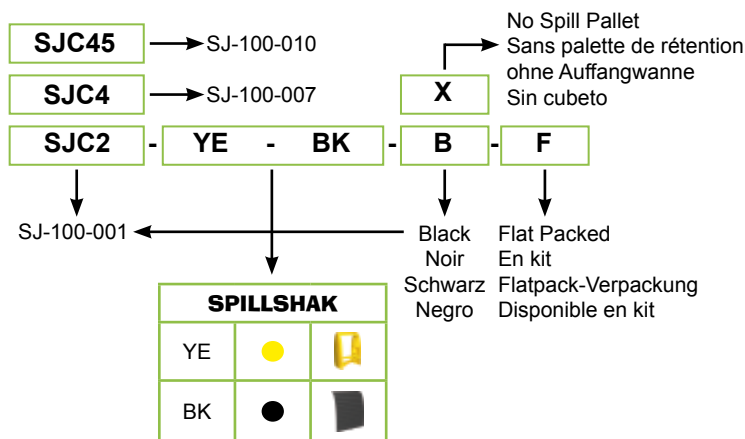 SJC45 SJ-100-010
No Spill Pallet
Sans palette de rétention
ohne Auffangwanne
Sin cubeto
SJC4 SJ-100-007 X
SJC2 - YE - BK - B - F
SJ-100-001
Black
Noir
Schwarz
Negro
Flat Packed
En kit
Flatpack-Verpackung
Disponible en kit
SPILLSHAK
YE
BK